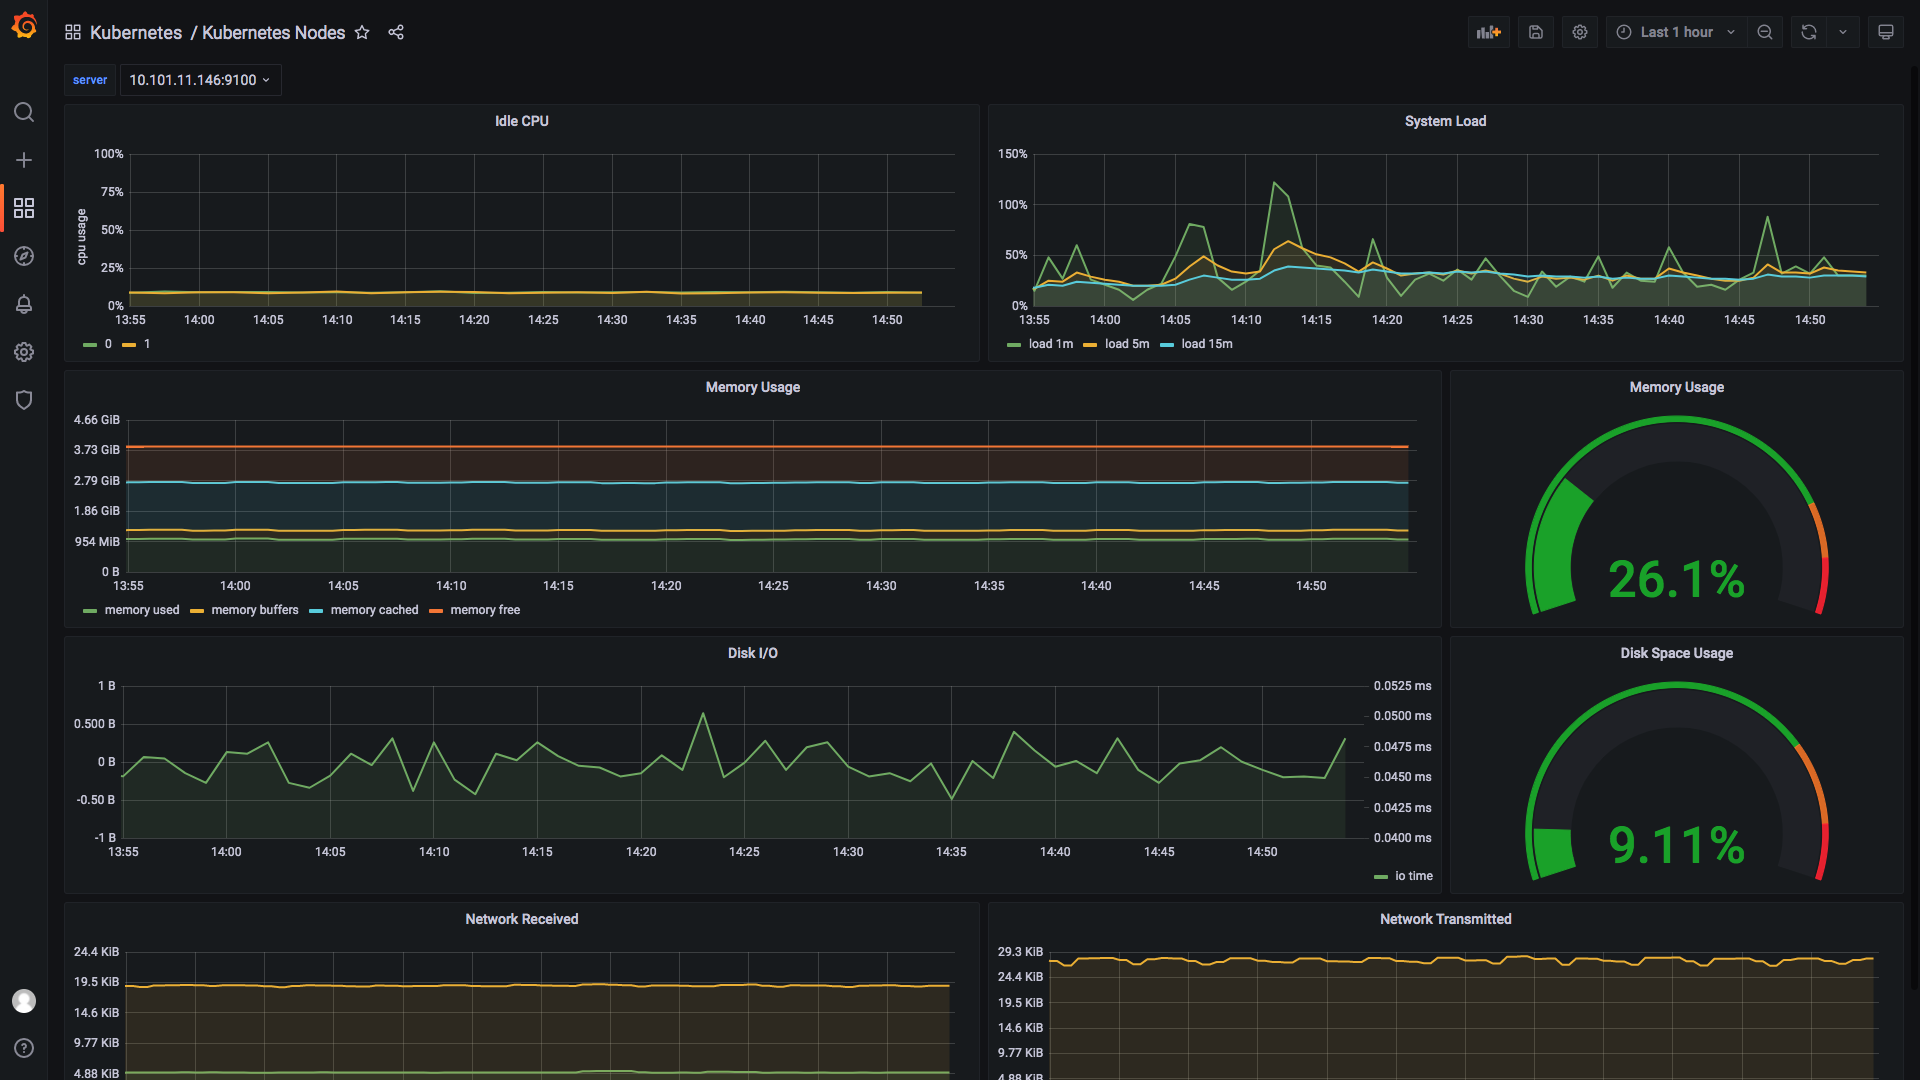 Kubernetes / Kubernetes Nodes
Last 1 hour
server 10.101.11.146:9100
Idle CPU
100%
75%
50%
25%
0%
cpu usage
13:55 14:00 14:05 14:10 14:15 14:20 14:25 14:30 14:35 14:40 14:45 14:50
0 1
System Load
150%
100%
50%
0%
13:55 14:00 14:05 14:10 14:15 14:20 14:25 14:30 14:35 14:40 14:45 14:50
load 1m load 5m load 15m
Memory Usage
4.66 GiB
3.73 GiB
2.79 GiB
1.86 GiB
954 MiB
0 B
13:55 14:00 14:05 14:10 14:15 14:20 14:25 14:30 14:35 14:40 14:45 14:50
memory used memory buffers memory cached memory free
Memory Usage
26.1%
Disk I/O
1 B
0.500 B
0 B
-0.50 B
-1 B
0.0525 ms
0.0500 ms
0.0475 ms
0.0450 ms
0.0425 ms
0.0400 ms
13:55 14:00 14:05 14:10 14:15 14:20 14:25 14:30 14:35 14:40 14:45 14:50
io time
Disk Space Usage
9.11%
Network Received
24.4 KiB
19.5 KiB
14.6 KiB
9.77 KiB
4.88 KiB
Network Transmitted
29.3 KiB
24.4 KiB
19.5 KiB
14.6 KiB
9.77 KiB
4.88 KiB